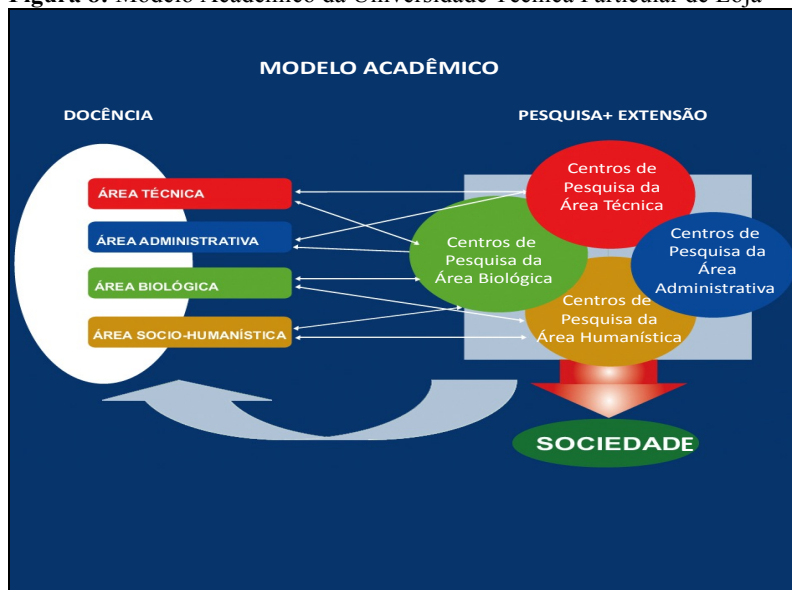 Figura 8: Modelo Acadêmico da Universidade Técnica Particular de Loja
MODELO ACADÊMICO
DOCÊNCIA
PESQUISA+ EXTENSÃO
ÁREA TÉCNICA
ÁREA ADMINISTRATIVA
ÁREA BIOLÓGICA
ÁREA SOCIO-HUMANÍSTICA
Centros de
Pesquisa da
Área Técnica
Centros de
Pesquisa da
Área Biológica
Centros de
Pesquisa da
Área
Administrativa
Centros de
Pesquisa da
Área Humanística
SOCIEDADE